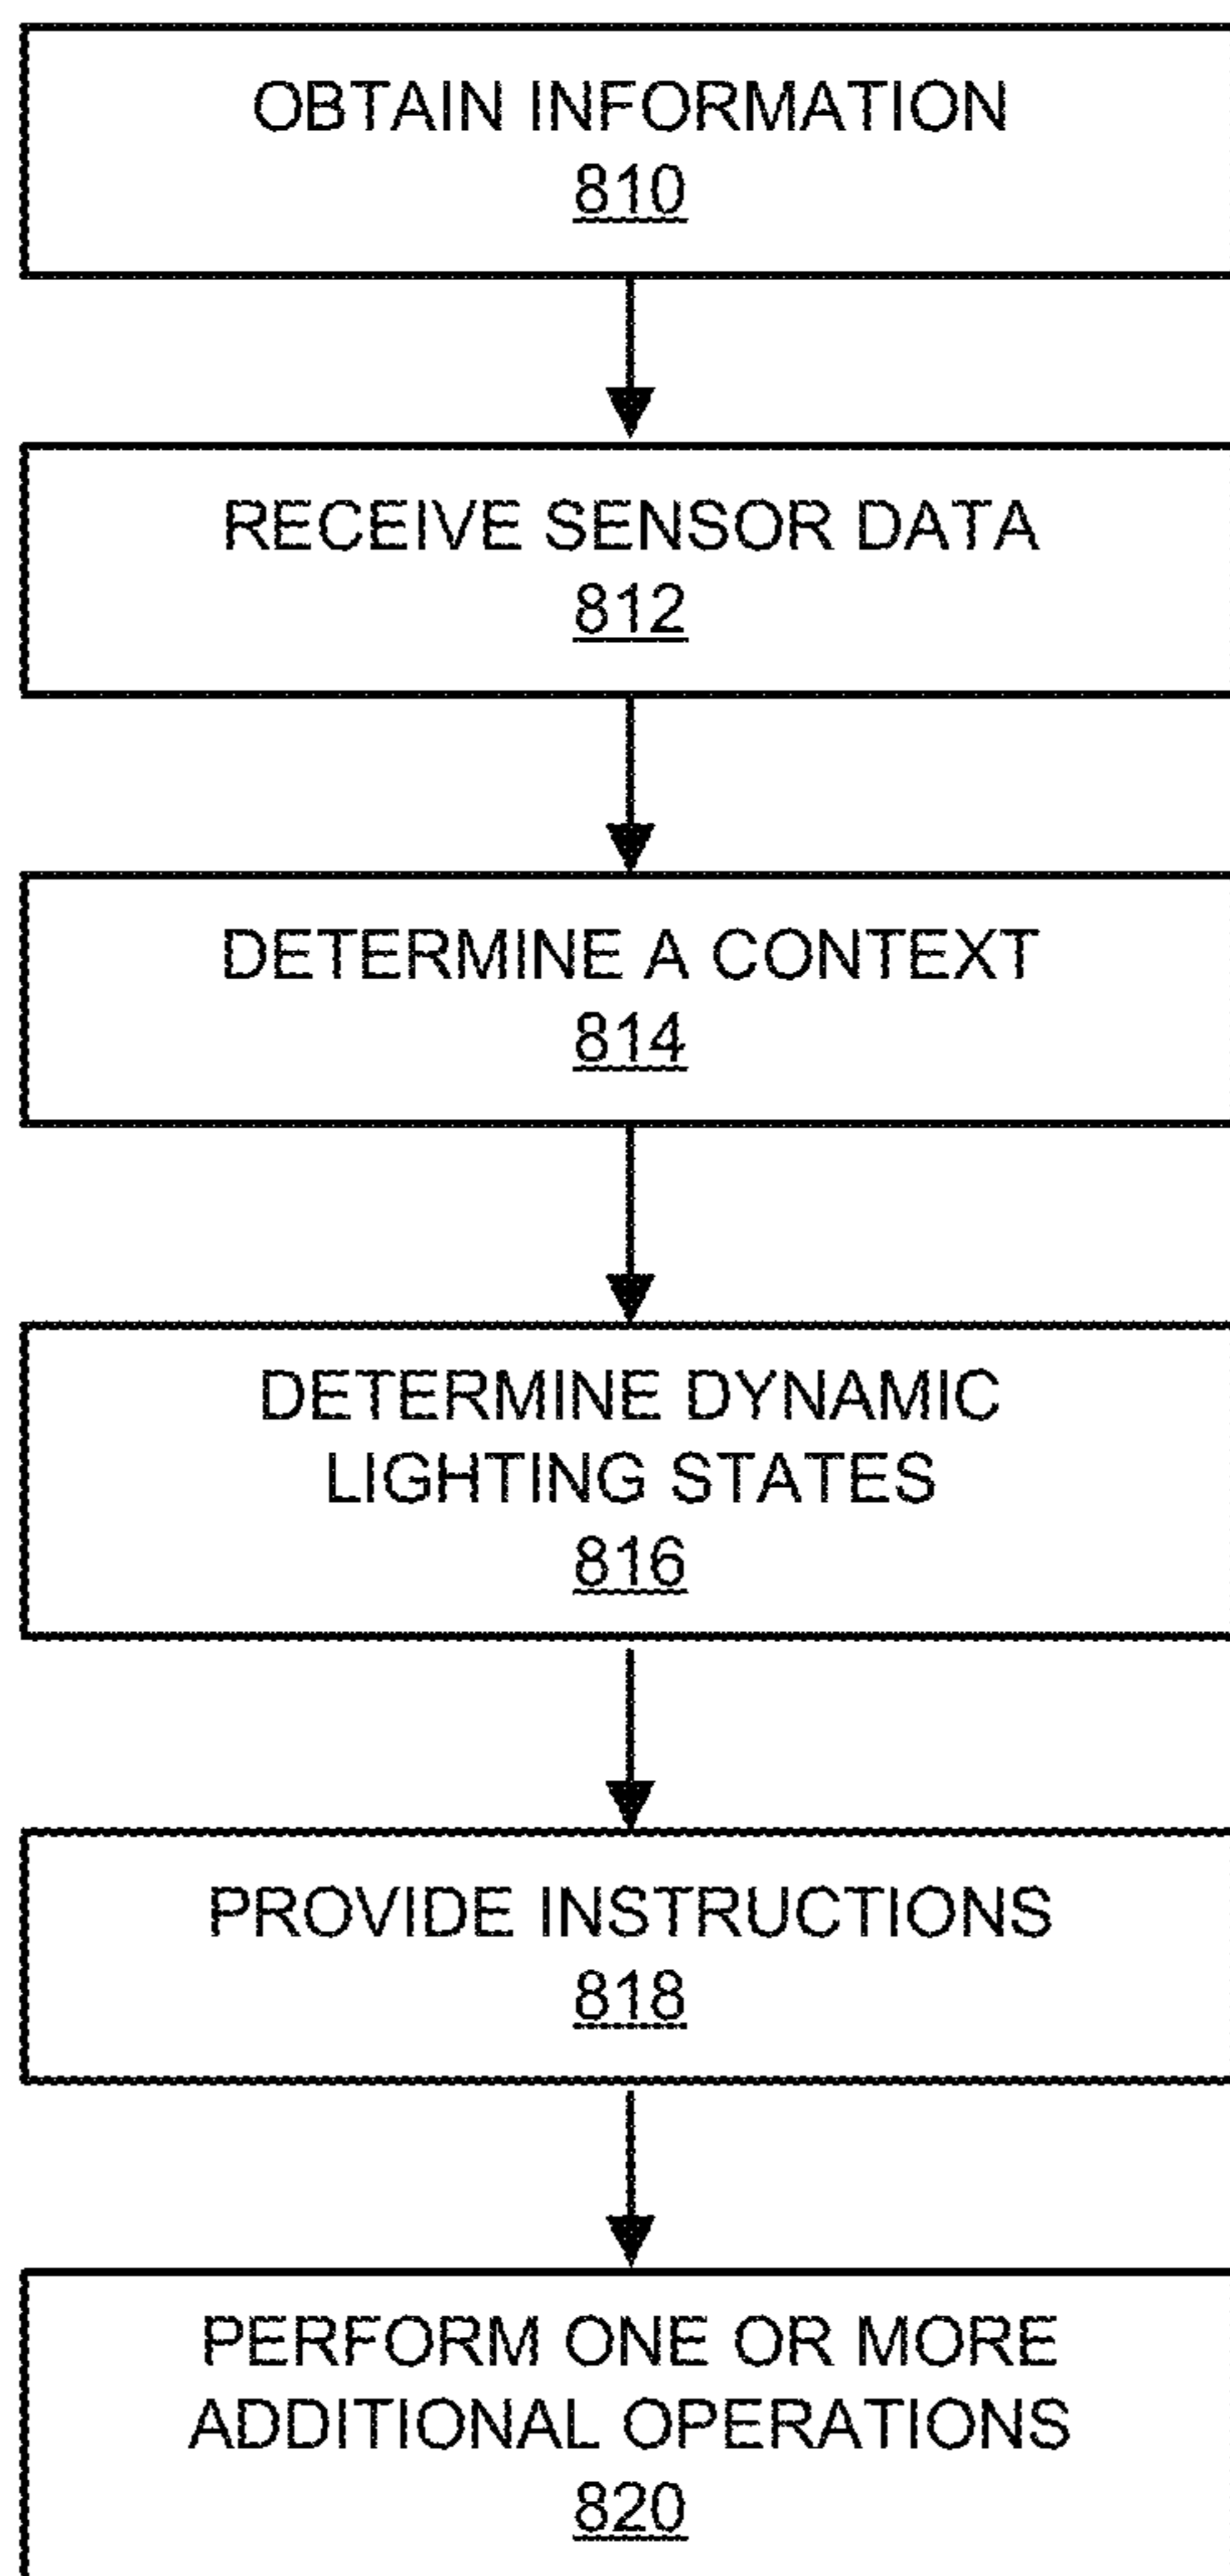 OBTAIN INFORMATION
810
RECEIVE SENSOR DATA
812
DETERMINE A CONTEXT
814
DETERMINE DYNAMIC
LIGHTING STATES
816
PROVIDE INSTRUCTIONS
818
PERFORM ONE OR MORE
ADDITIONAL OPERATIONS
820